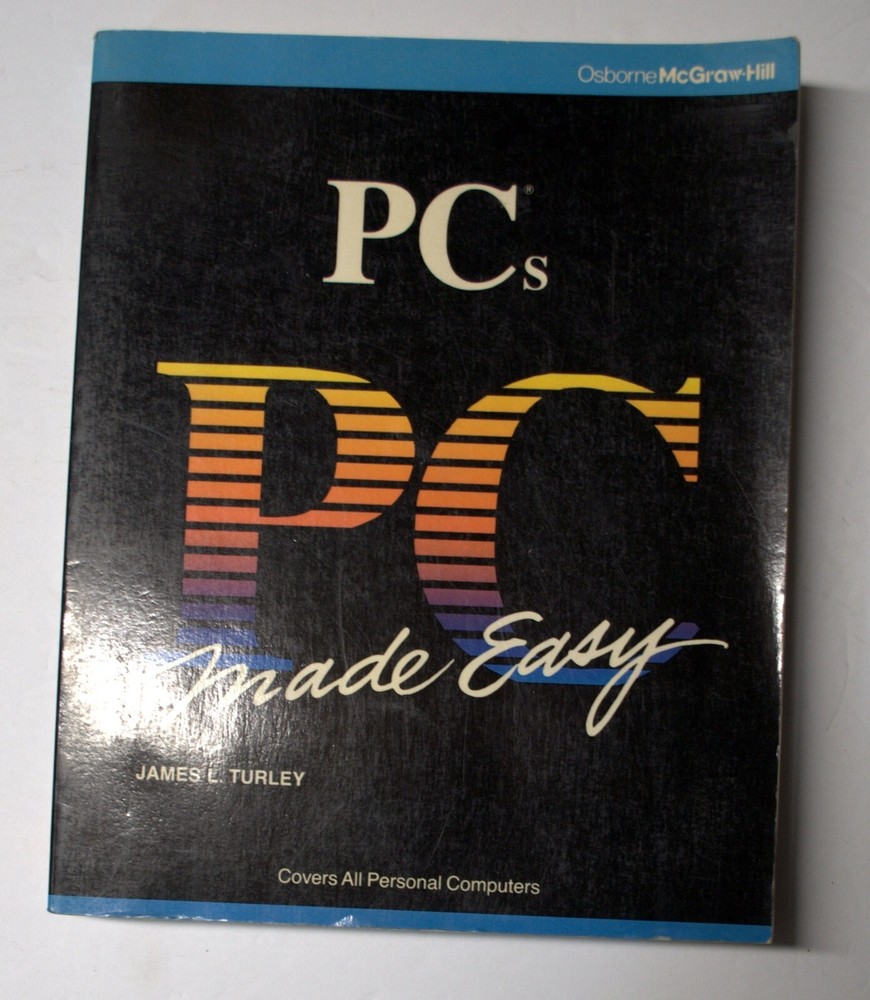 Osborne McGraw-Hill
PCs®
PC
made Easy
JAMES L. TURLEY
Covers All Personal Computers